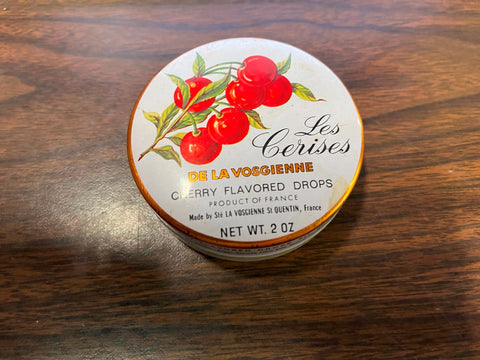 Les
Cerises
DE LA VOSGIENNE
CHERRY FLAVORED DROPS
PRODUCT OF FRANCE
Made by Sté LA VOSGIENNE St QUENTIN, France
NET WT. 2 OZ